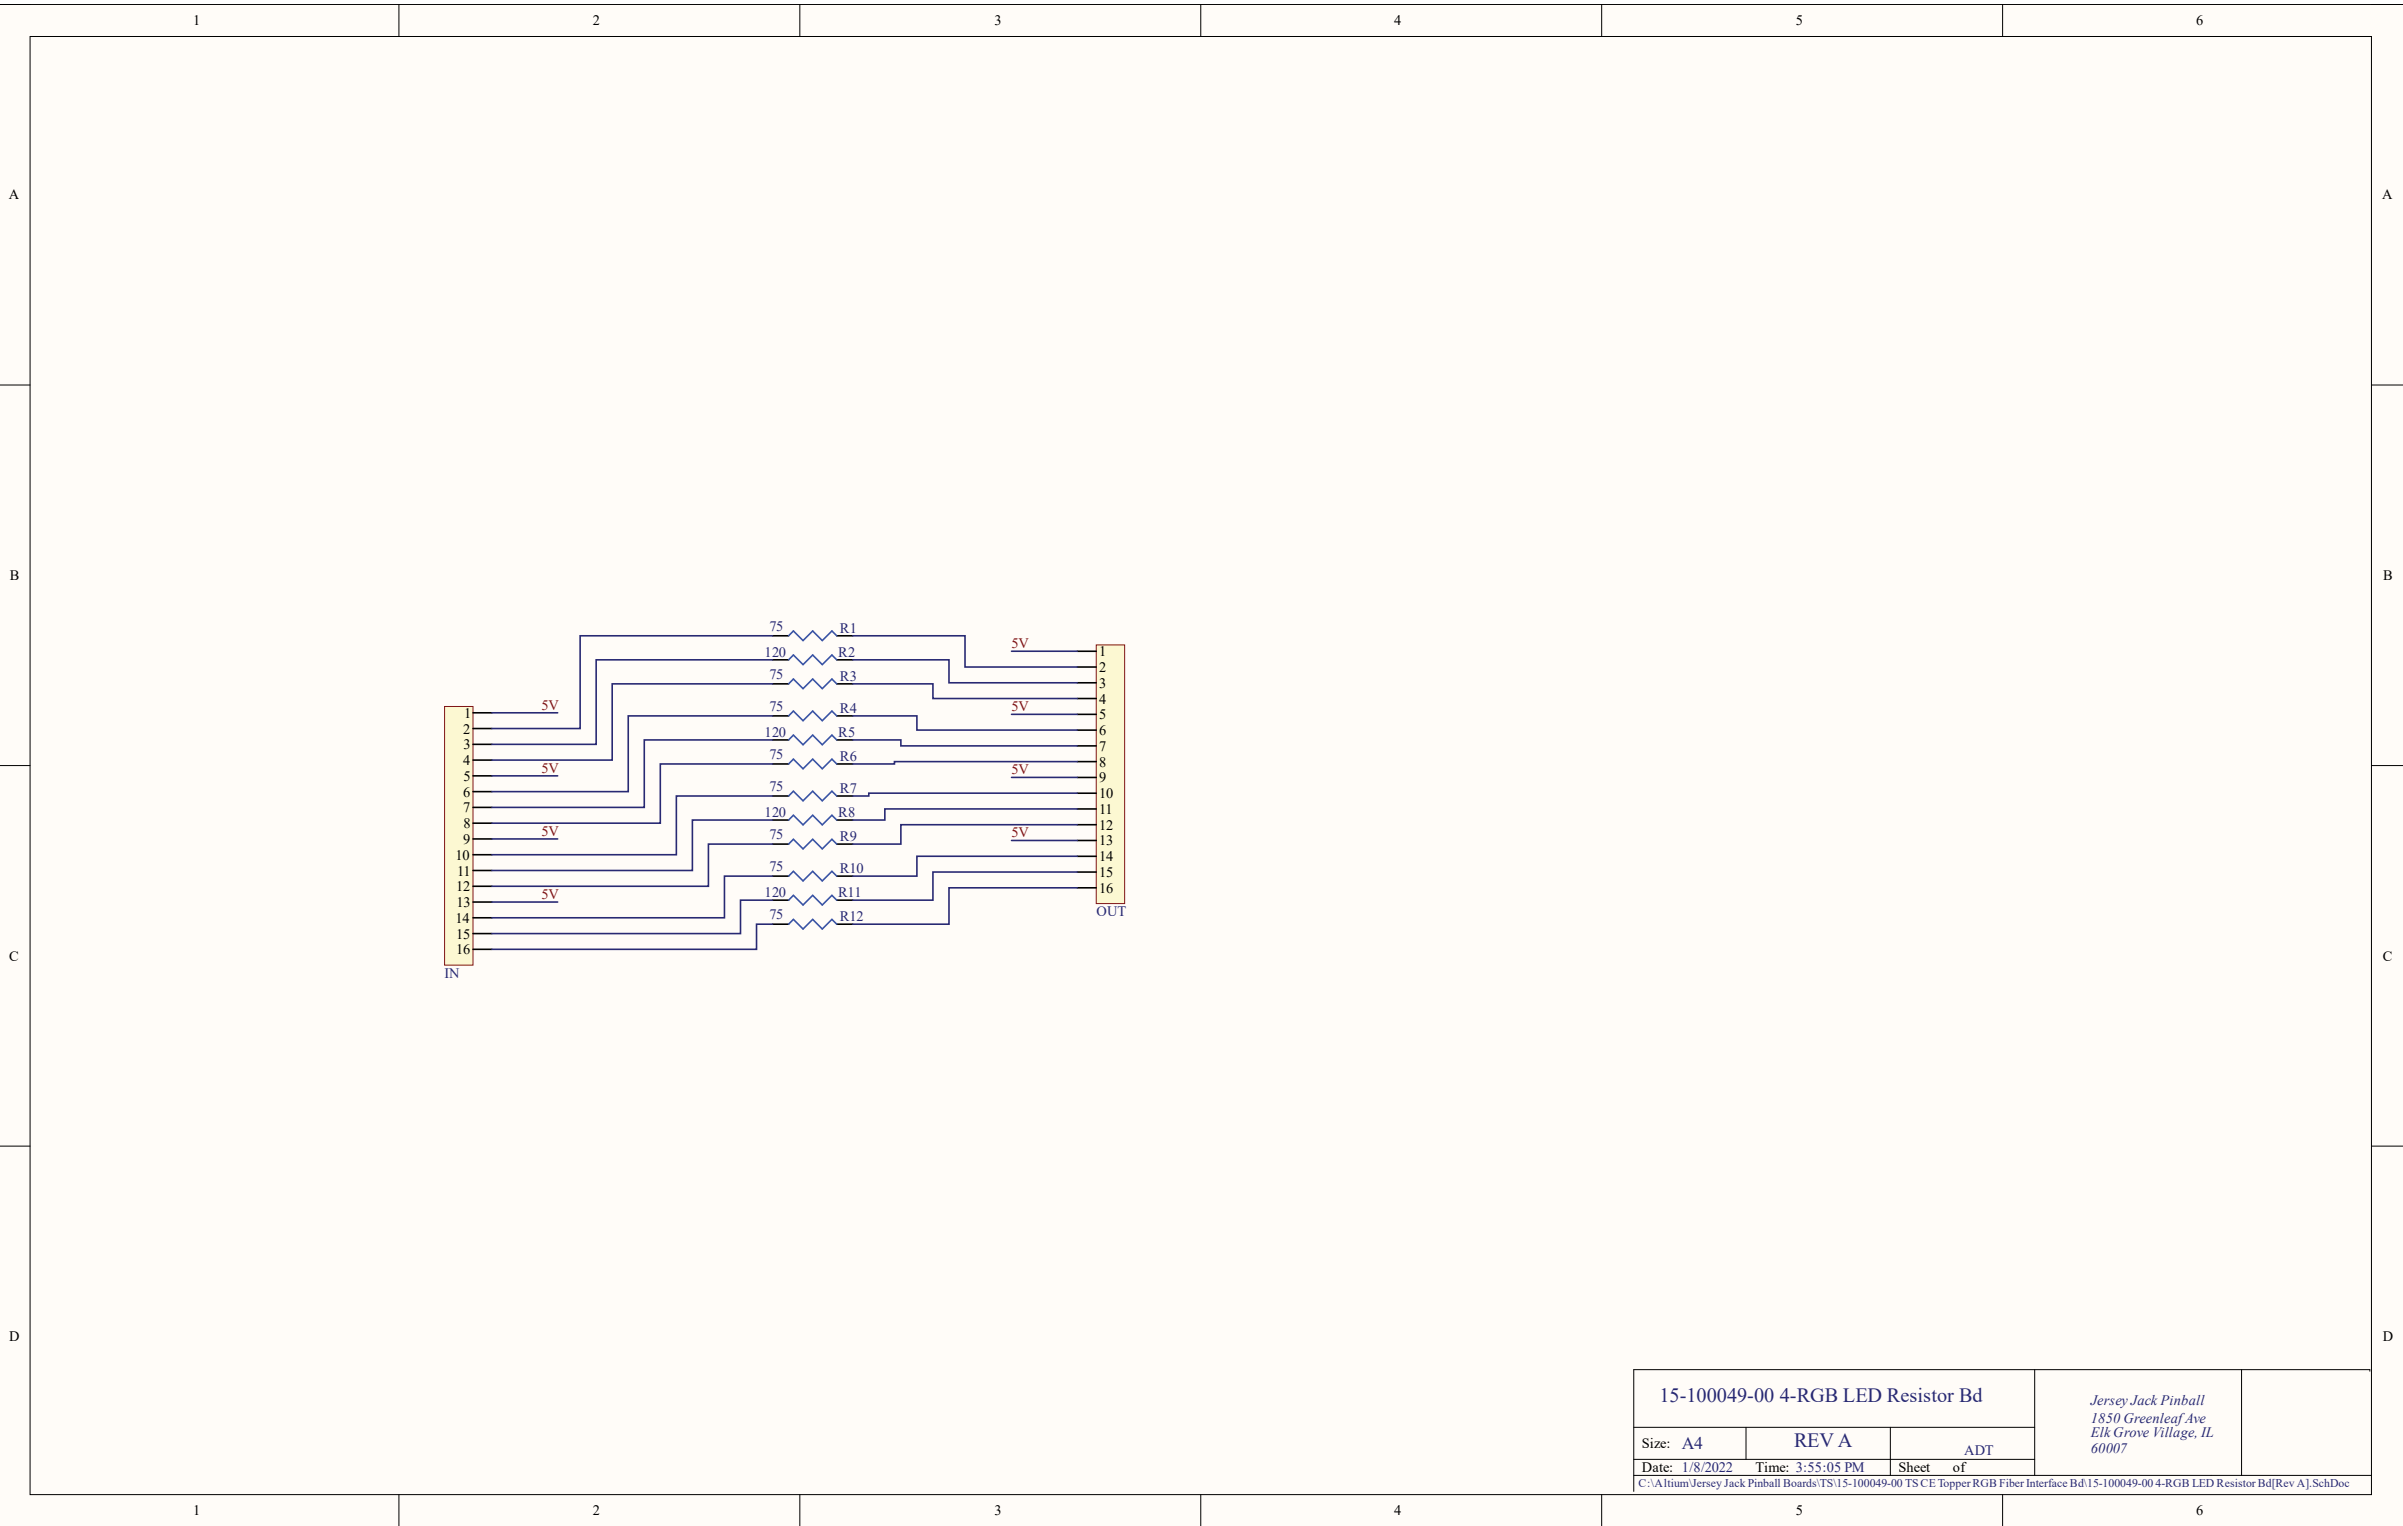 1 2 3 4 5 6
A A
B B
75 R1
5V 1
2
120 R2
3
75 R3
4
5V 1
75 R4
5V 5
2
6
3
120 R5
7
4
75 R6
8
5V 5
5V 9
6
75 R7
10
7
120 R8
11
8
12
5V 9
75 R9
5V 13
10
14
11
75 R10
15
12
16
5V 13
120 R11
OUT
14
75 R12
15
16
IN
C C
D D
15-100049-00 4-RGB LED Resistor Bd
Jersey Jack Pinball
1850 Greenleaf Ave
Elk Grove Village, IL
60007
Size: A4 REV A ADT
Date: 1/8/2022 Time: 3:55:05 PM Sheet of
C:\Altium\Jersey Jack Pinball Boards\TS\15-100049-00 TS CE Topper RGB Fiber Interface Bd\15-100049-00 4-RGB LED Resistor Bd[Rev A].SchDoc
1 2 3 4 5 6